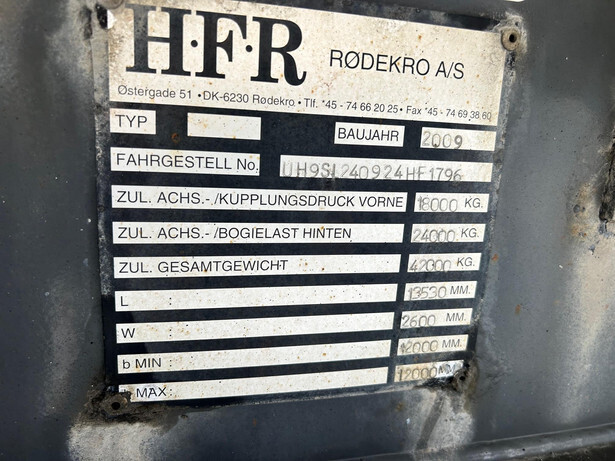 H·F·R RØDEKRO A/S
Østergade 51 • DK-6230 Rødekro • Tlf. *45 - 74 66 20 25 • Fax *45 - 74 69 38 60
TYP BAUJAHR 2009
FAHRGESTELL No. UH9SL240924HF1796
ZUL. ACHS.-/KUPPLUNGSDRUCK VORNE 18000 KG.
ZUL. ACHS.-/BOGIELAST HINTEN 24000 KG.
ZUL. GESAMTGEWICHT 42000 KG.
L : 13530 MM.
W : 2600 MM.
b MIN : 12000 MM.
MAX : 12000 MM.